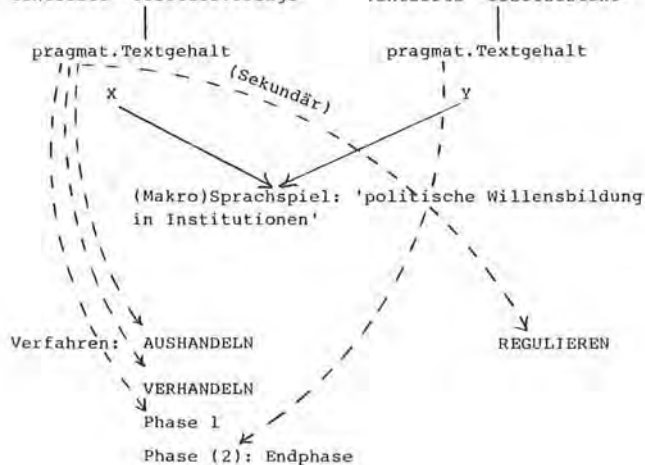 pragmat.Textgehalt pragmat.Textgehalt
(Sekundär)
X Y
(Makro)Sprachspiel: 'politische Willensbildung
in Institutionen'
Verfahren: AUSHANDELN REGULIEREN
VERHANDELN
Phase 1
Phase (2): Endphase